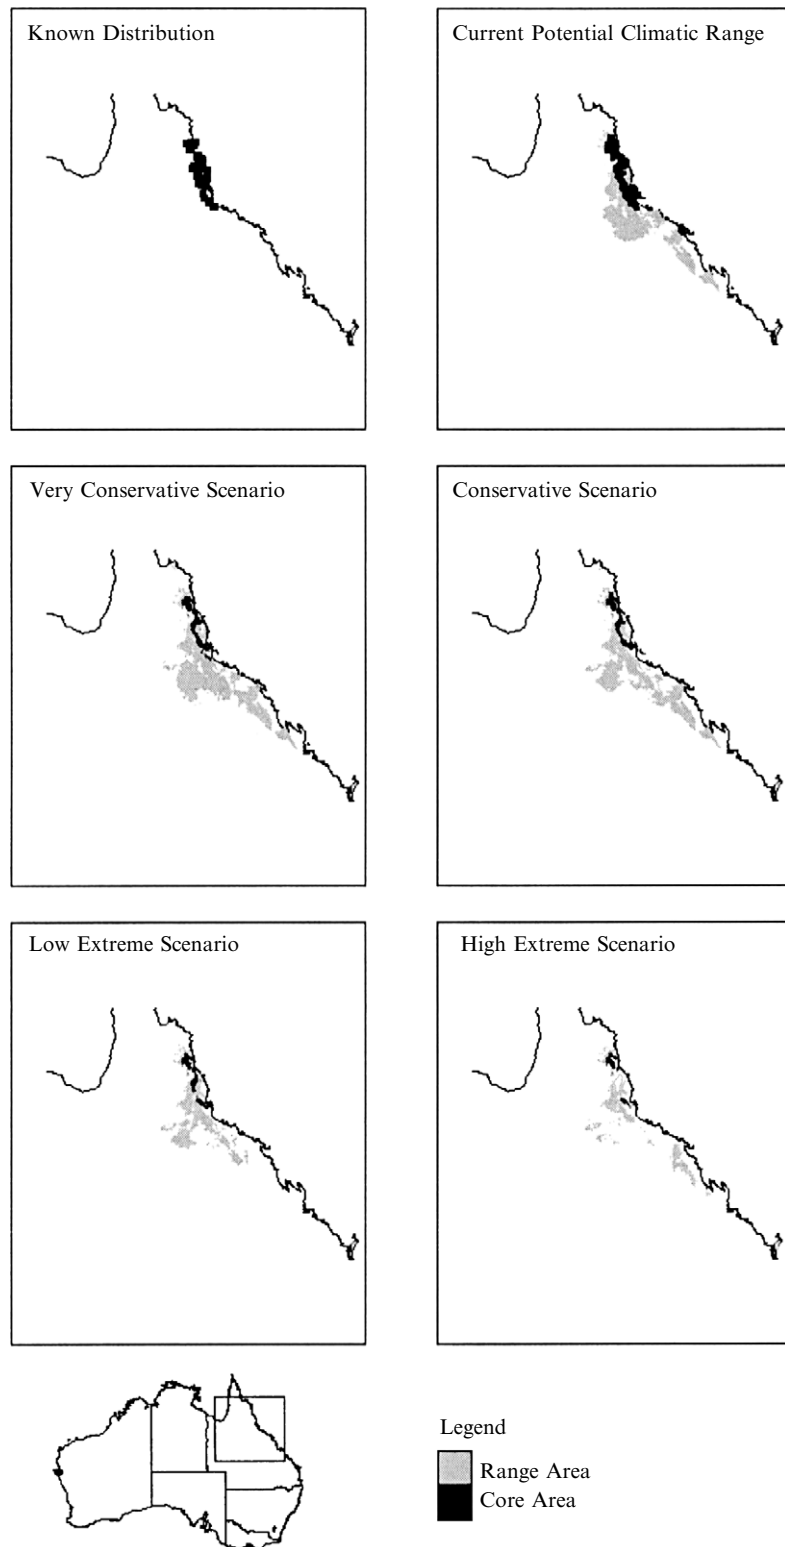 Known Distribution
Current Potential Climatic Range
Very Conservative Scenario
Conservative Scenario
Low Extreme Scenario
High Extreme Scenario
Legend
Range Area
Core Area